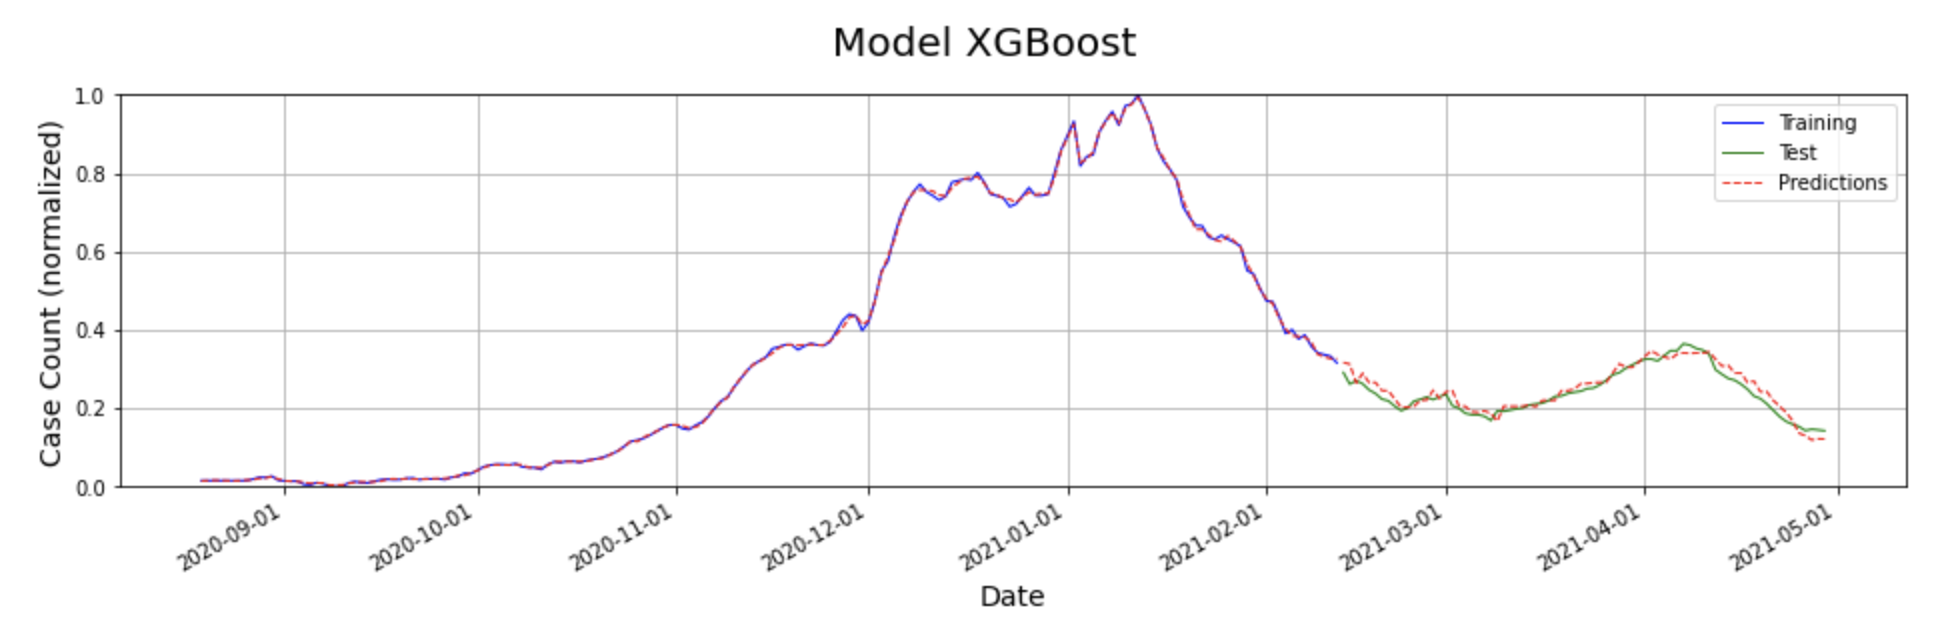 Model XGBoost
Case Count (normalized)
1.0
0.8
0.6
0.4
0.2
0.0
Training
Test
Predictions
2020-09-01
2020-10-01
2020-11-01
2020-12-01
2021-01-01
2021-02-01
2021-03-01
2021-04-01
2021-05-01
Date